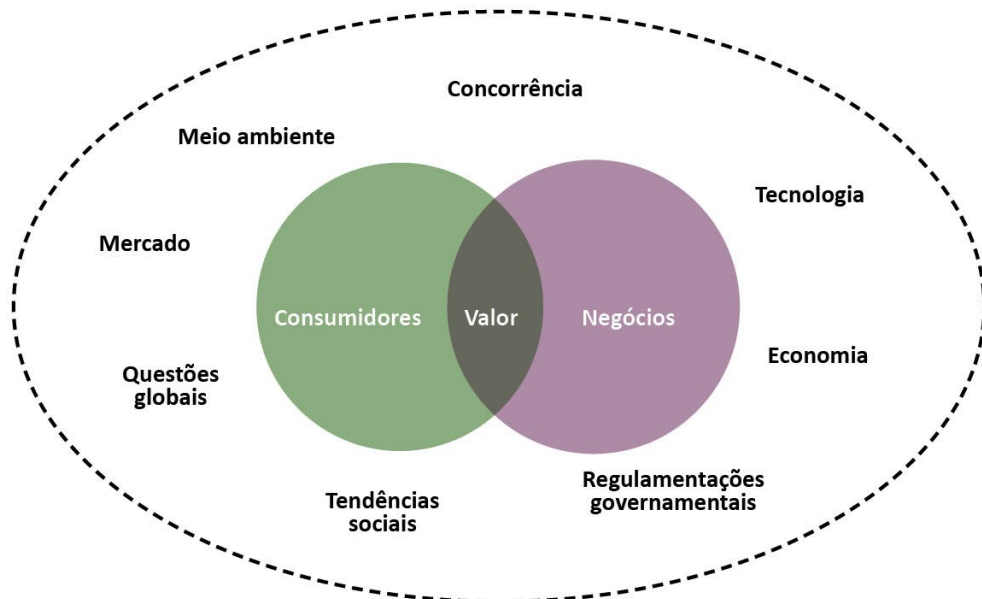 Concorrência
Meio ambiente
Tecnologia
Mercado
Consumidores
Valor
Negócios
Economia
Questões
globais
Tendências
sociais
Regulamentações
governamentais